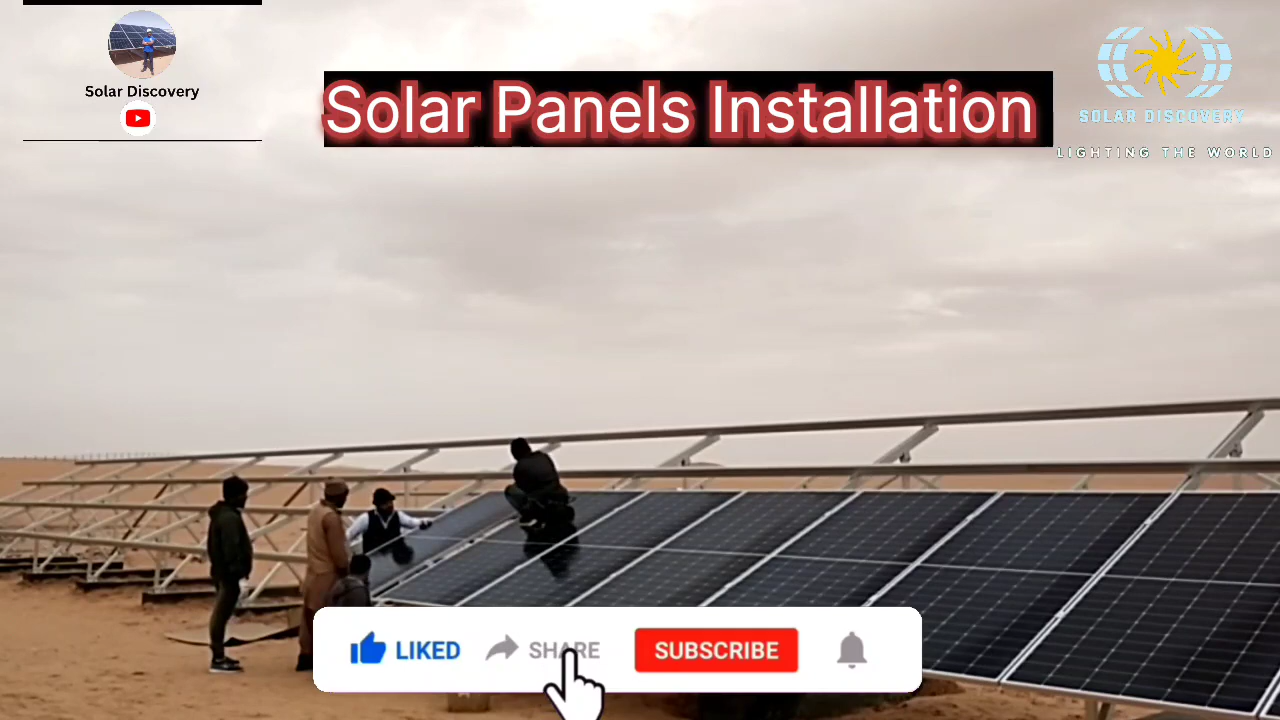 Solar Discovery
Solar Panels Installation
SOLAR DISCOVERY
LIGHTING THE WORLD
LIKED
SHARE
SUBSCRIBE